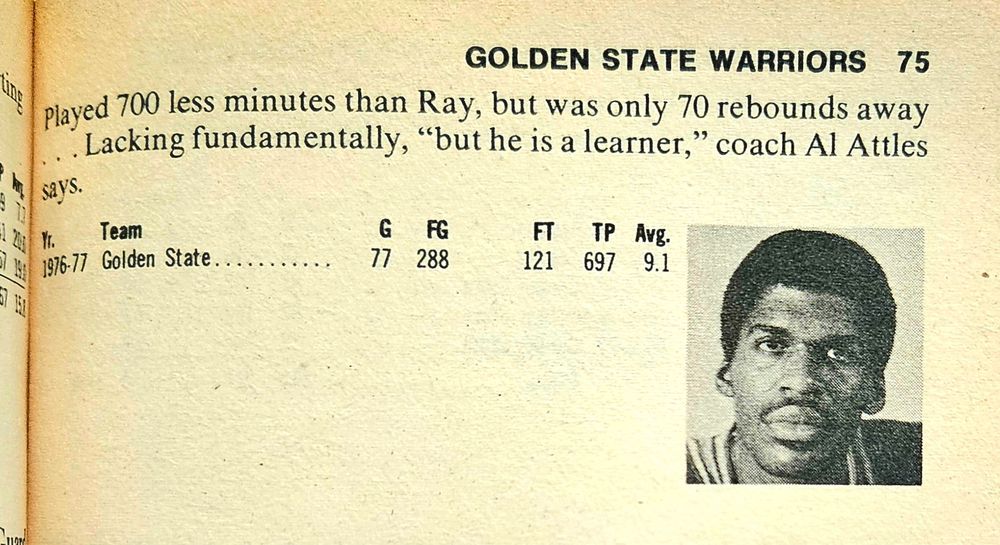 GOLDEN STATE WARRIORS 75
Played 700 less minutes than Ray, but was only 70 rebounds away
. . . Lacking fundamentally, “but he is a learner,” coach Al Attles
says.
Yr. Team G FG FT TP Avg.
1976-77 Golden State........... 77 288 121 697 9.1